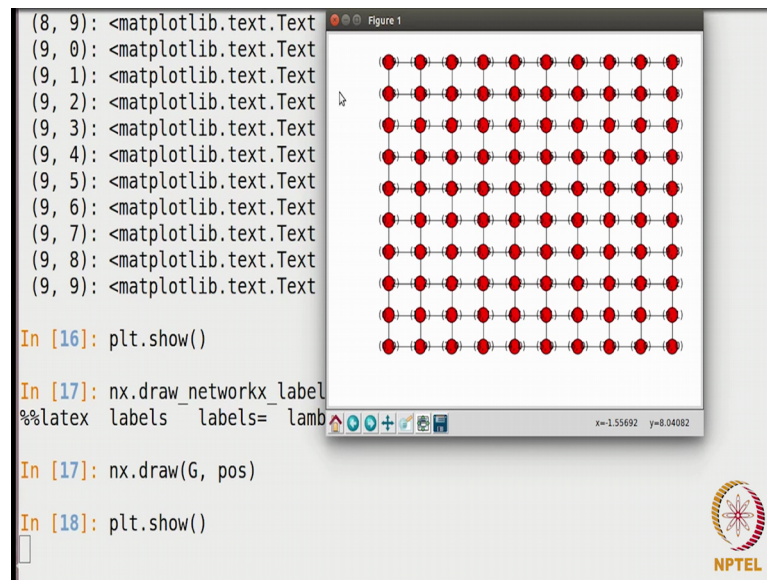 (8, 9): <matplotlib.text.Text
(9, 0): <matplotlib.text.Text
(9, 1): <matplotlib.text.Text
(9, 2): <matplotlib.text.Text
(9, 3): <matplotlib.text.Text
(9, 4): <matplotlib.text.Text
(9, 5): <matplotlib.text.Text
(9, 6): <matplotlib.text.Text
(9, 7): <matplotlib.text.Text
(9, 8): <matplotlib.text.Text
(9, 9): <matplotlib.text.Text
In [16]: plt.show()
In [17]: nx.draw_networkx_label
%%latex labels labels= lamb
In [17]: nx.draw(G, pos)
In [18]: plt.show()
Figure 1
x=-1.55692 y=8.04082
NPTEL